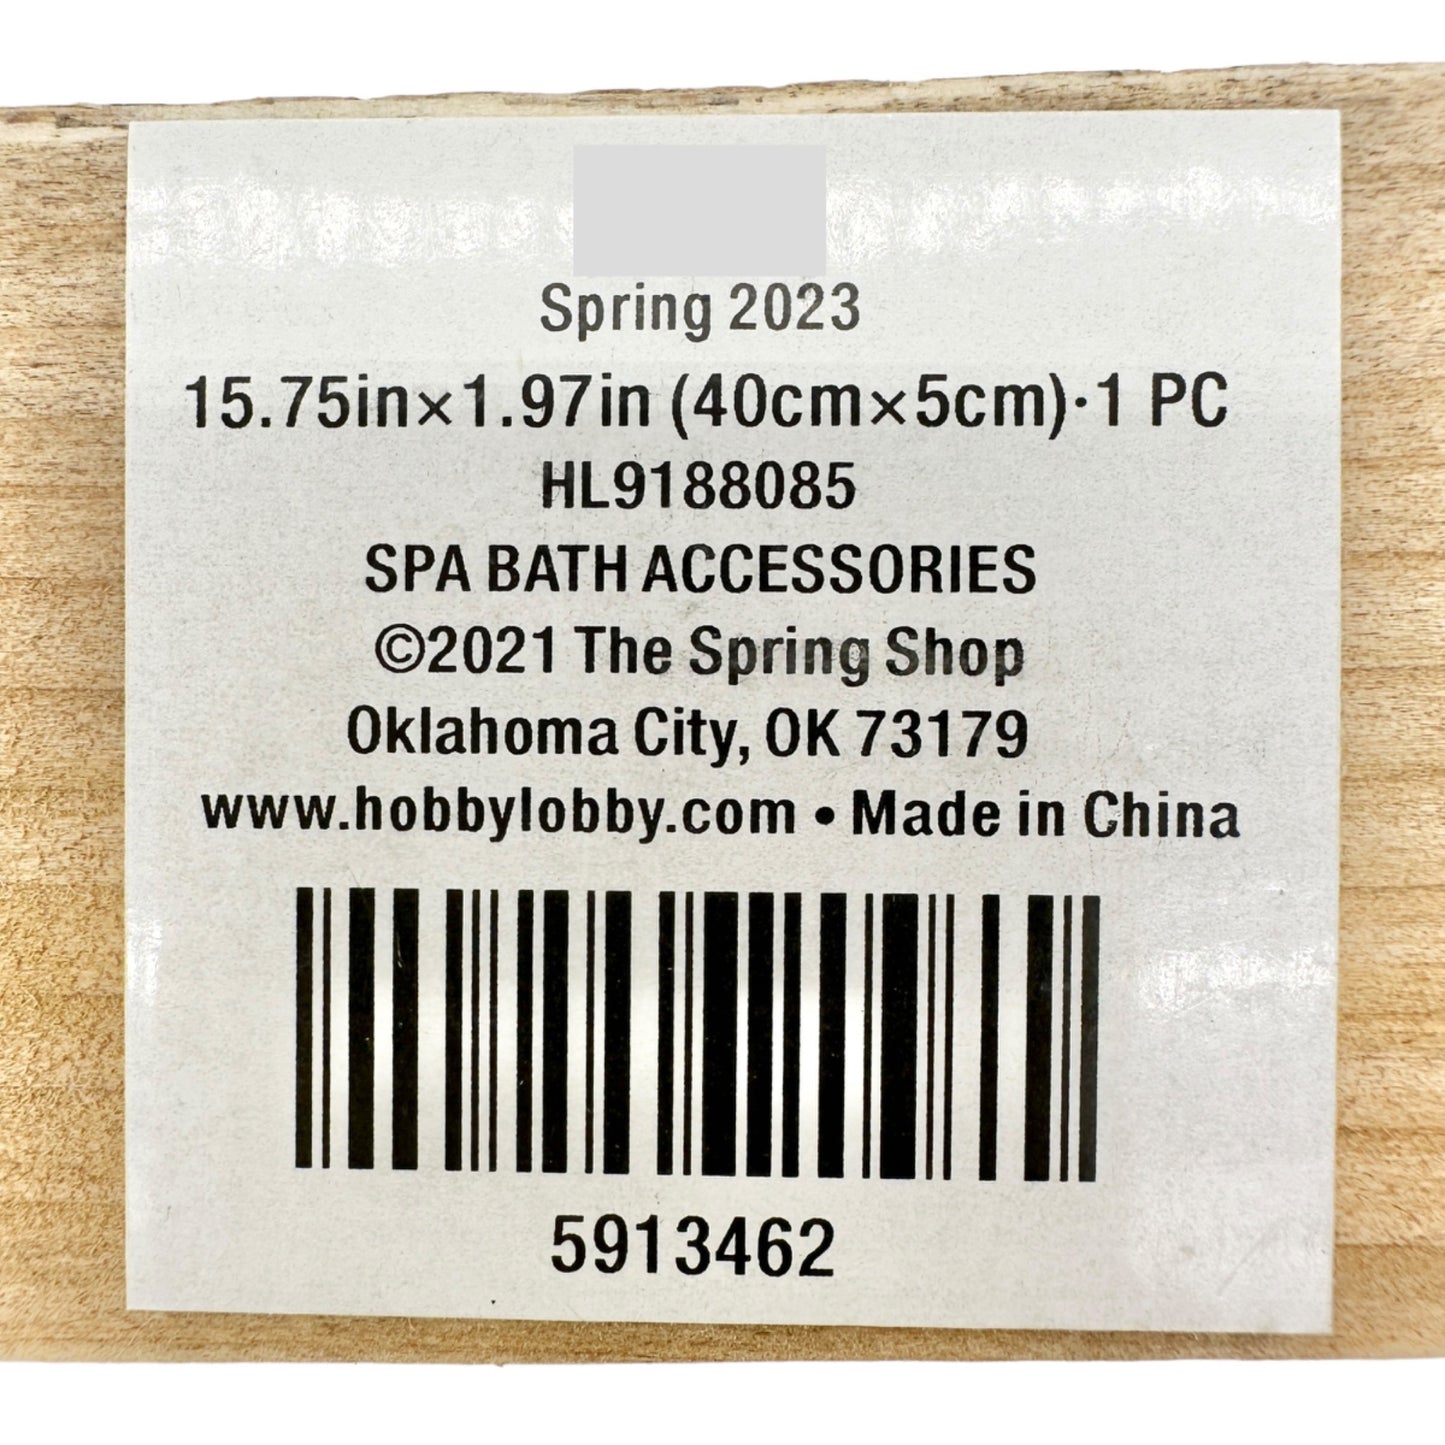 Spring 2023
15.75in×1.97in (40cm×5cm)·1 PC
HL9188085
SPA BATH ACCESSORIES
©2021 The Spring Shop
Oklahoma City, OK 73179
www.hobbylobby.com • Made in China
5913462